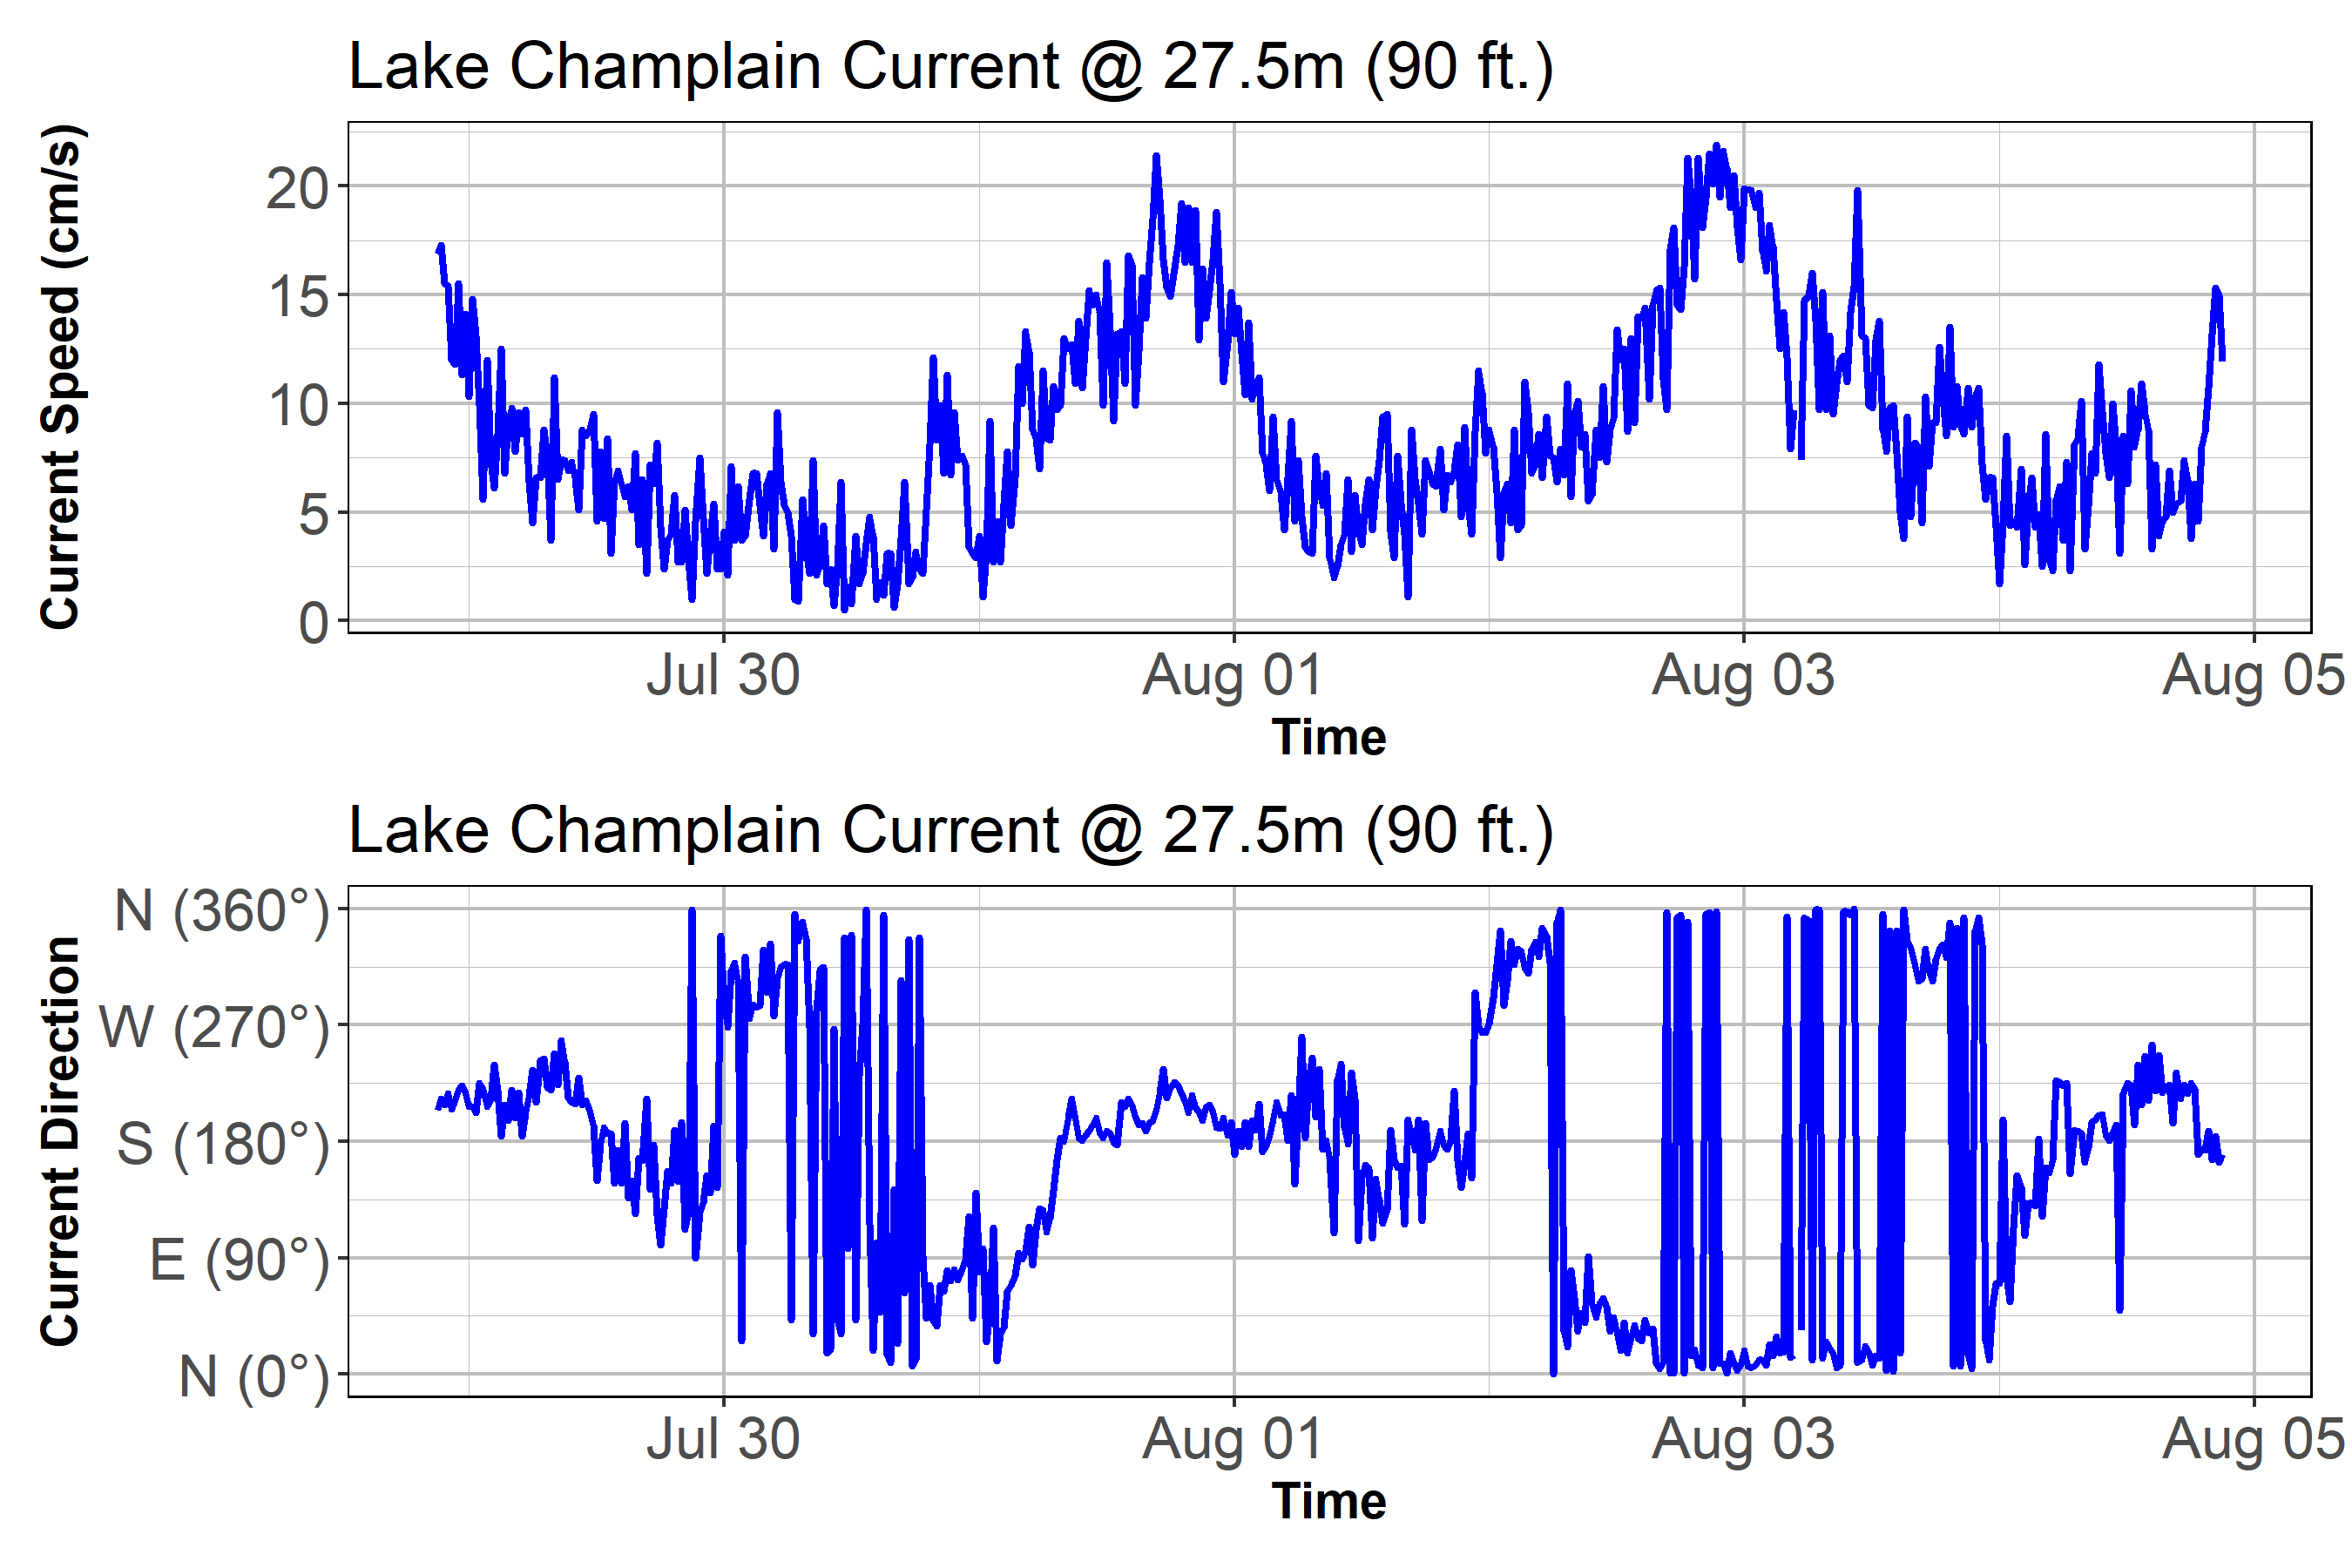 Lake Champlain Current @ 27.5m (90 ft.)
Current Speed (cm/s)
20
15
10
5
0
Jul 30
Aug 01
Aug 03
Aug 05
Time
Lake Champlain Current @ 27.5m (90 ft.)
Current Direction
N (360°)
W (270°)
S (180°)
E (90°)
N (0°)
Jul 30
Aug 01
Aug 03
Aug 05
Time